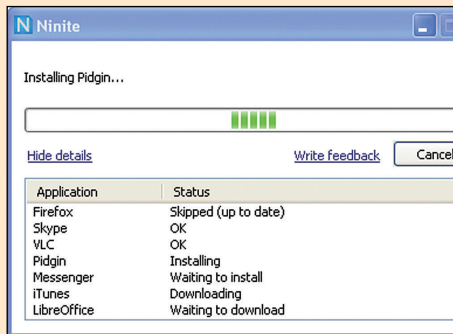 Ninite
Installing Pidgin...
Hide details Write feedback Cancel
Application Status
Firefox Skipped (up to date)
Skype OK
VLC OK
Pidgin Installing
Messenger Waiting to install
iTunes Downloading
LibreOffice Waiting to download